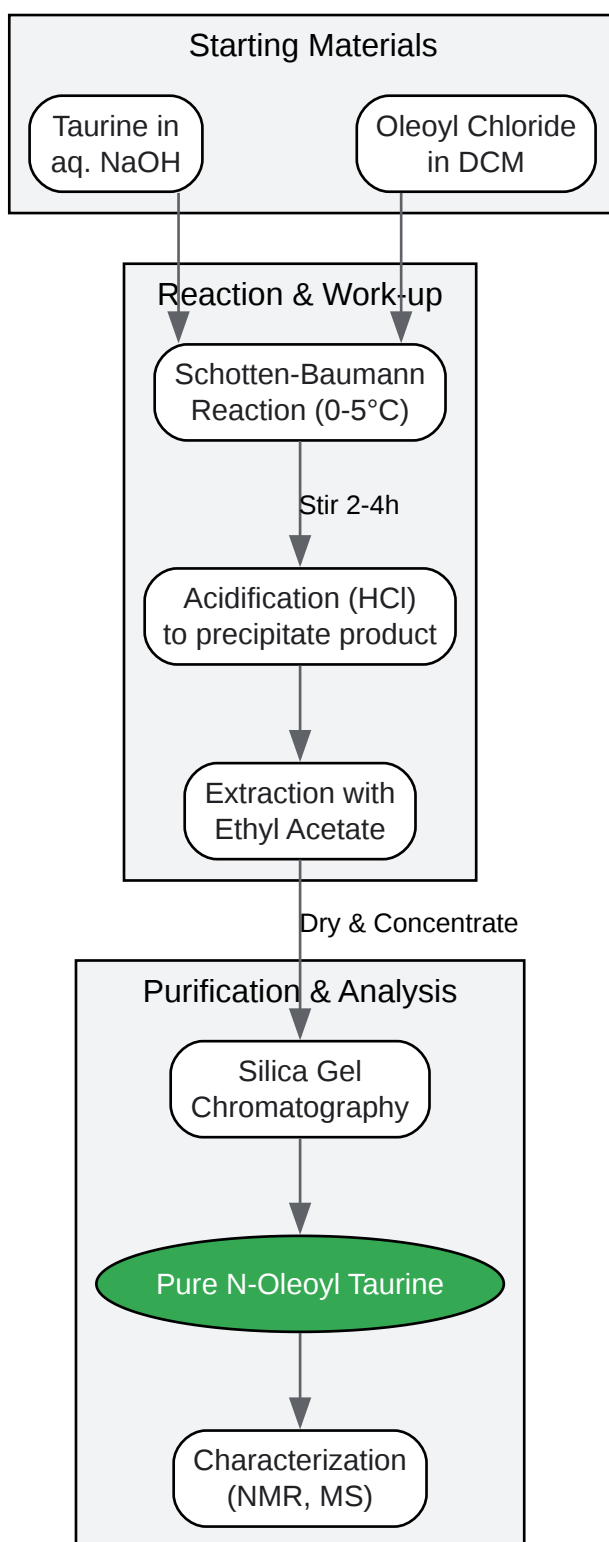 Starting Materials
Taurine in
aq. NaOH
Oleoyl Chloride
in DCM
Reaction & Work-up
Schotten-Baumann
Reaction (0-5°C)
Stir 2-4h
Acidification (HCl)
to precipitate product
Extraction with
Ethyl Acetate
Dry & Concentrate
Purification & Analysis
Silica Gel
Chromatography
Pure N-Oleoyl Taurine
Characterization
(NMR, MS)